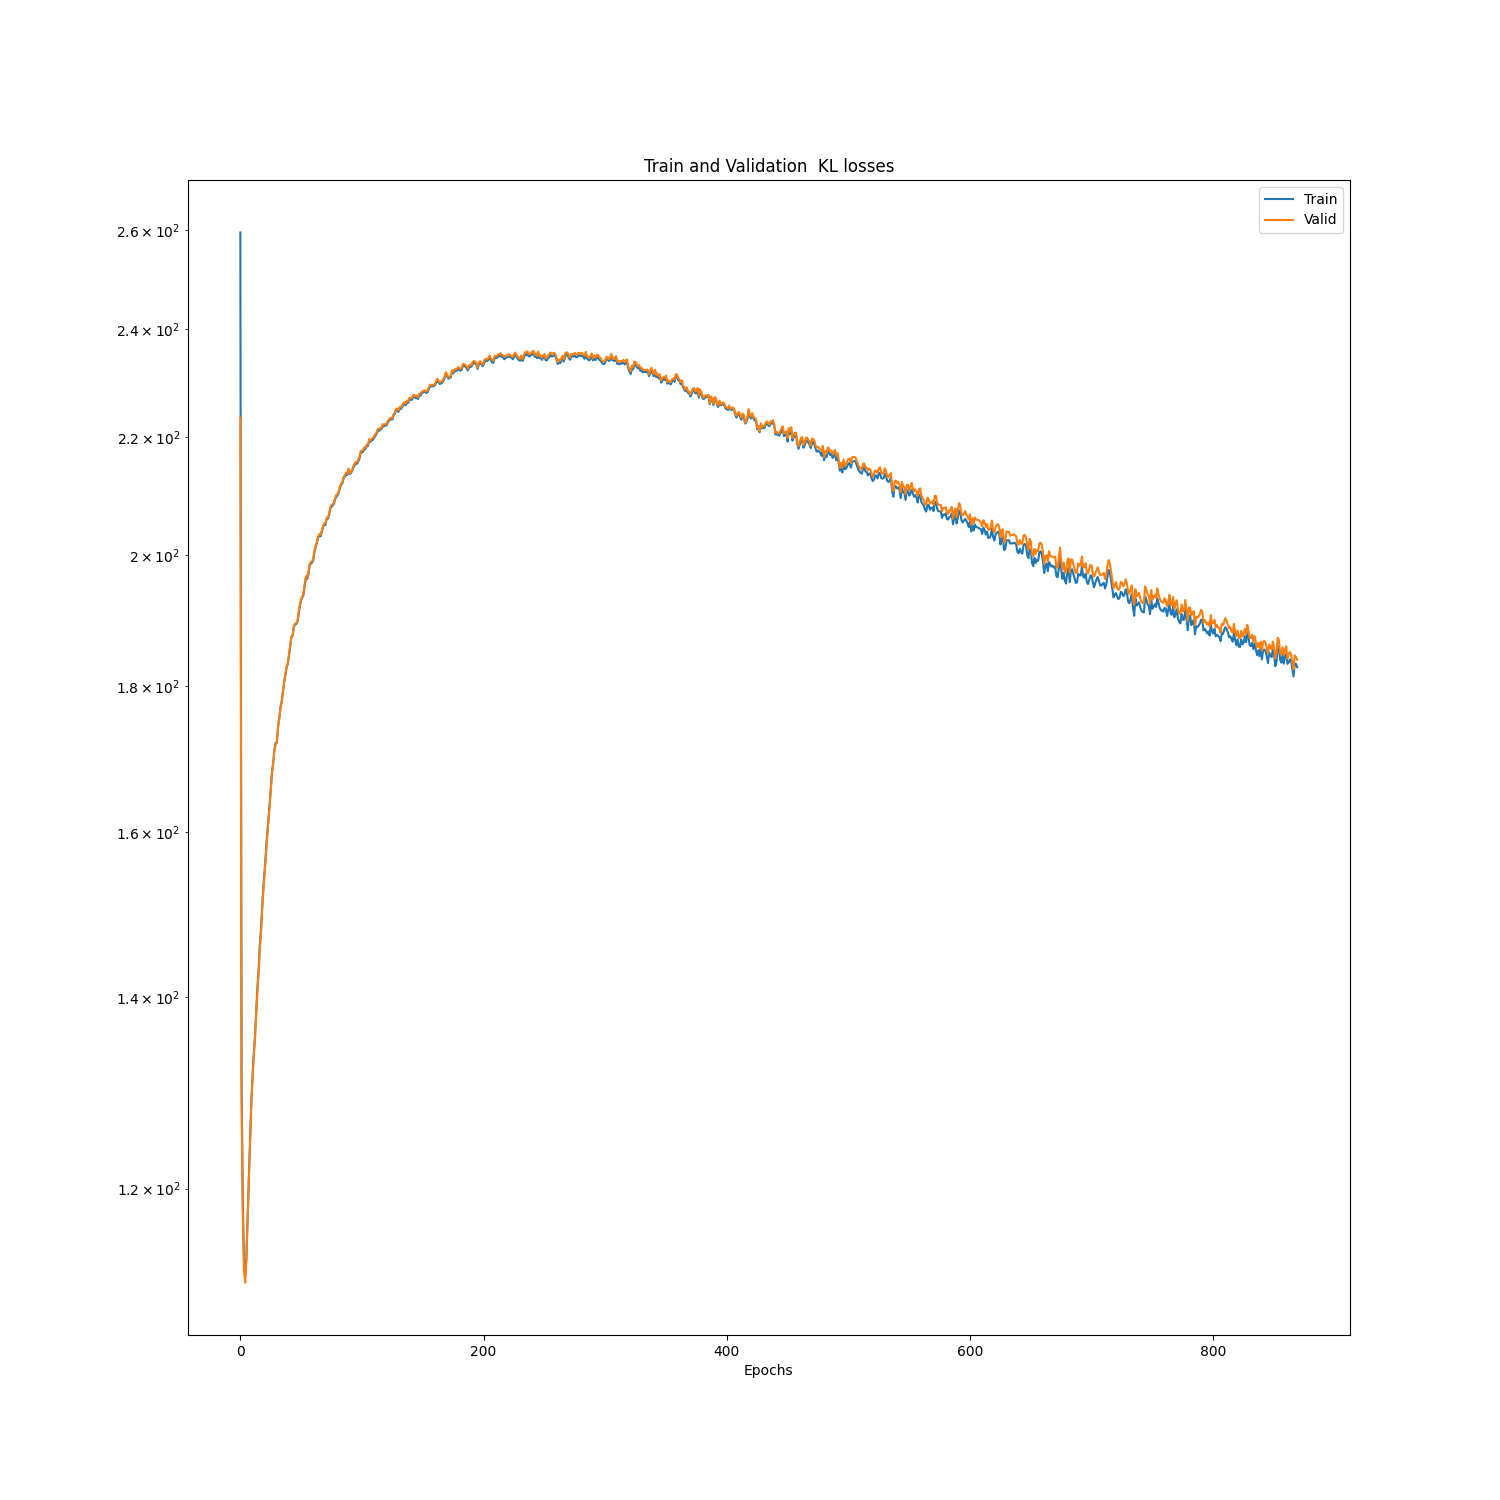 Train and Validation  KL losses
Train
Valid
2.6 × 10²
2.4 × 10²
2.2 × 10²
2 × 10²
1.8 × 10²
1.6 × 10²
1.4 × 10²
1.2 × 10²
0 200 400 600 800
Epochs